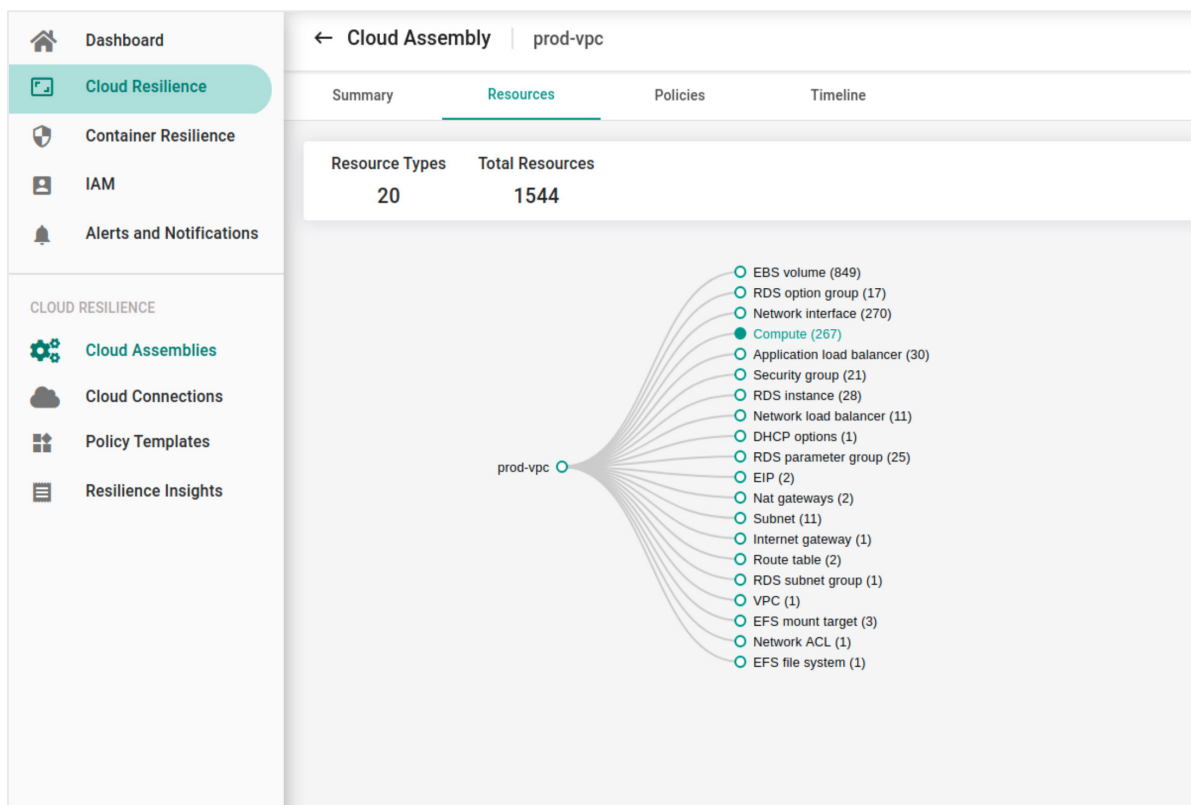 Dashboard
Cloud Resilience
Container Resilience
IAM
Alerts and Notifications
CLOUD RESILIENCE
Cloud Assemblies
Cloud Connections
Policy Templates
Resilience Insights
← Cloud Assembly prod-vpc
Summary Resources Policies Timeline
Resource Types Total Resources
20 1544
prod-vpc
EBS volume (849)
RDS option group (17)
Network interface (270)
Compute (267)
Application load balancer (30)
Security group (21)
RDS instance (28)
Network load balancer (11)
DHCP options (1)
RDS parameter group (25)
EIP (2)
Nat gateways (2)
Subnet (11)
Internet gateway (1)
Route table (2)
RDS subnet group (1)
VPC (1)
EFS mount target (3)
Network ACL (1)
EFS file system (1)